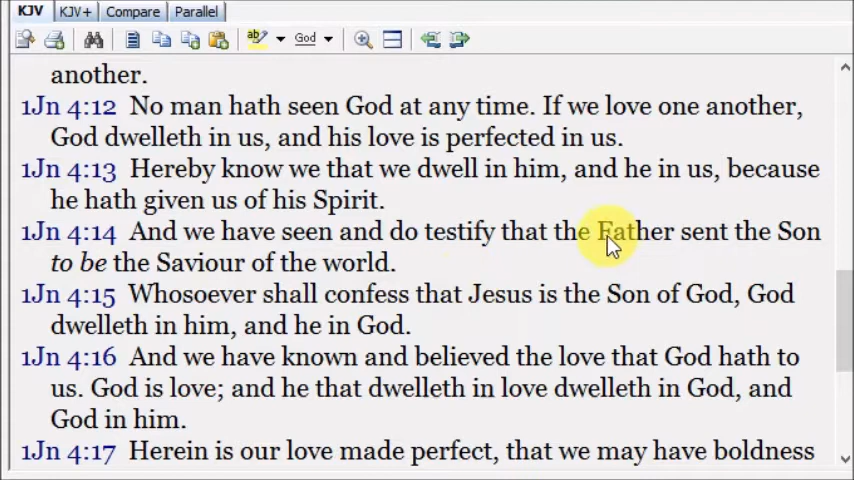 KJV KJV+ Compare Parallel
ab God
another.
1Jn 4:12 No man hath seen God at any time. If we love one another,
God dwelleth in us, and his love is perfected in us.
1Jn 4:13 Hereby know we that we dwell in him, and he in us, because
he hath given us of his Spirit.
1Jn 4:14 And we have seen and do testify that the Father sent the Son
to be the Saviour of the world.
1Jn 4:15 Whosoever shall confess that Jesus is the Son of God, God
dwelleth in him, and he in God.
1Jn 4:16 And we have known and believed the love that God hath to
us. God is love; and he that dwelleth in love dwelleth in God, and
God in him.
1Jn 4:17 Herein is our love made perfect, that we may have boldness